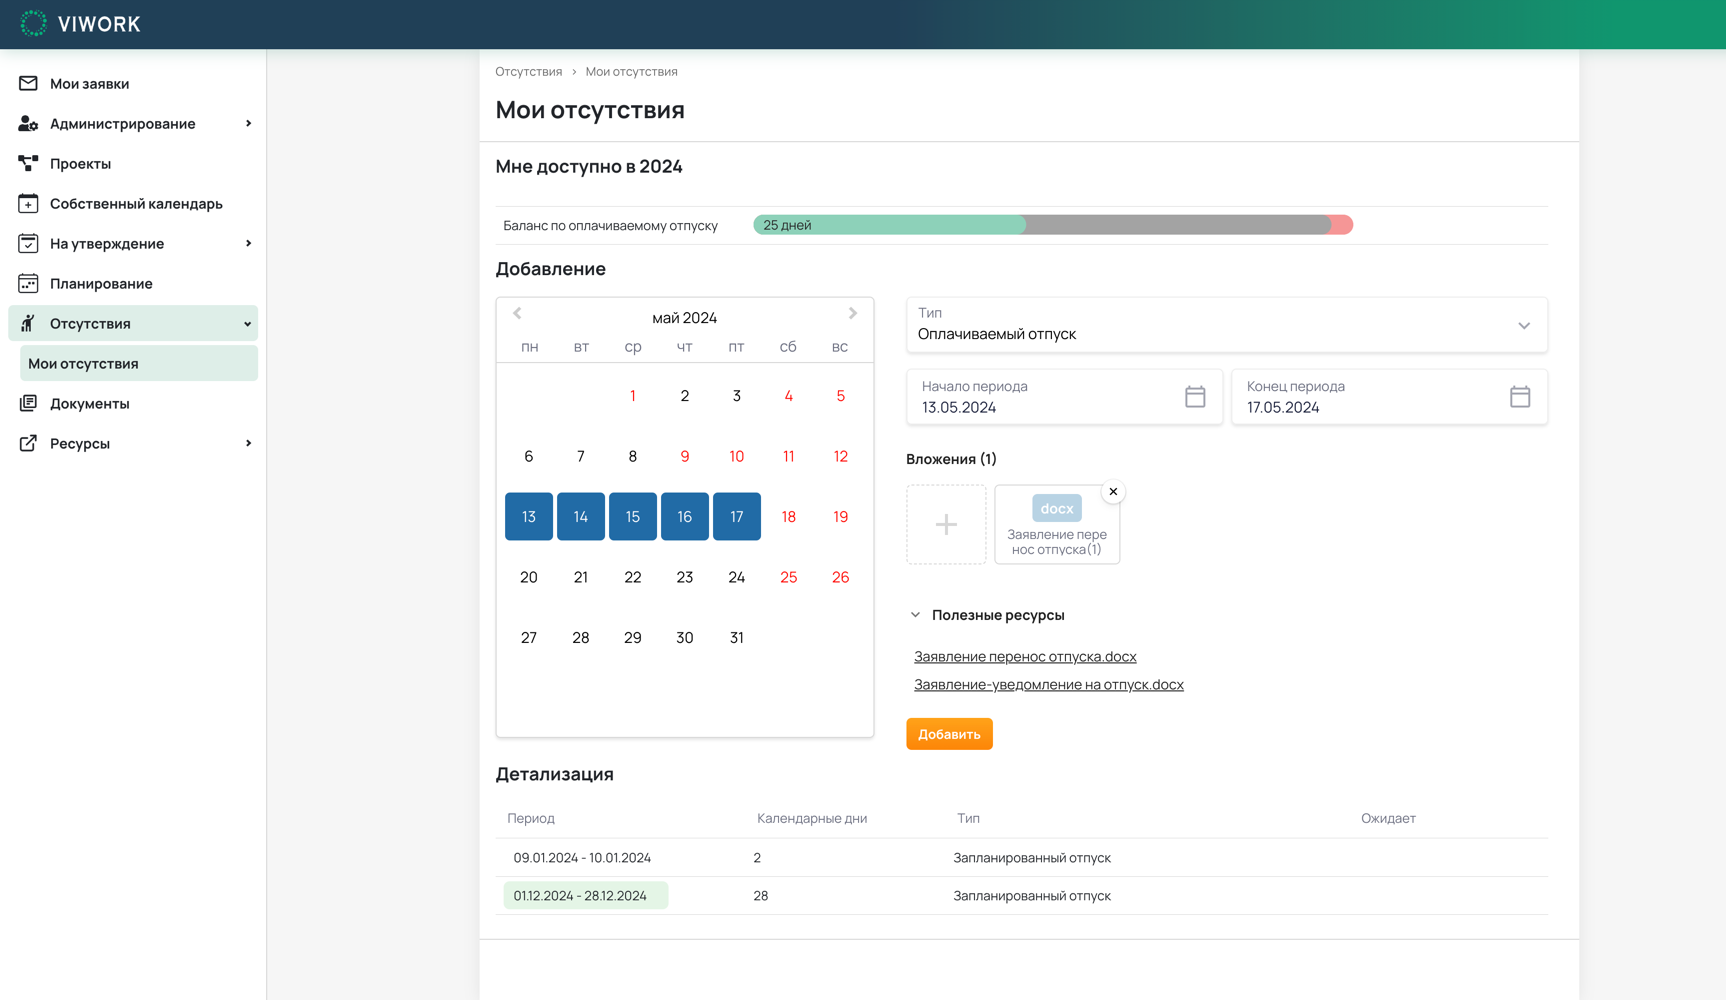 VIWORK
Мои заявки
Администрирование
Проекты
Собственный календарь
На утверждение
Планирование
Отсутствия
Мои отсутствия
Документы
Ресурсы
Отсутствия › Мои отсутствия
Мои отсутствия
Мне доступно в 2024
Баланс по оплачиваемому отпуску 25 дней
Добавление
май 2024
пн вт ср чт пт сб вс
1 2 3 4 5
6 7 8 9 10 11 12
13 14 15 16 17 18 19
20 21 22 23 24 25 26
27 28 29 30 31
Тип
Оплачиваемый отпуск
Начало периода
13.05.2024
Конец периода
17.05.2024
Вложения (1)
docx
Заявление пере
нос отпуска(1)
Полезные ресурсы
Заявление перенос отпуска.docx
Заявление-уведомление на отпуск.docx
Добавить
Детализация
Период Календарные дни Тип Ожидает
09.01.2024 - 10.01.2024 2 Запланированный отпуск
01.12.2024 - 28.12.2024 28 Запланированный отпуск